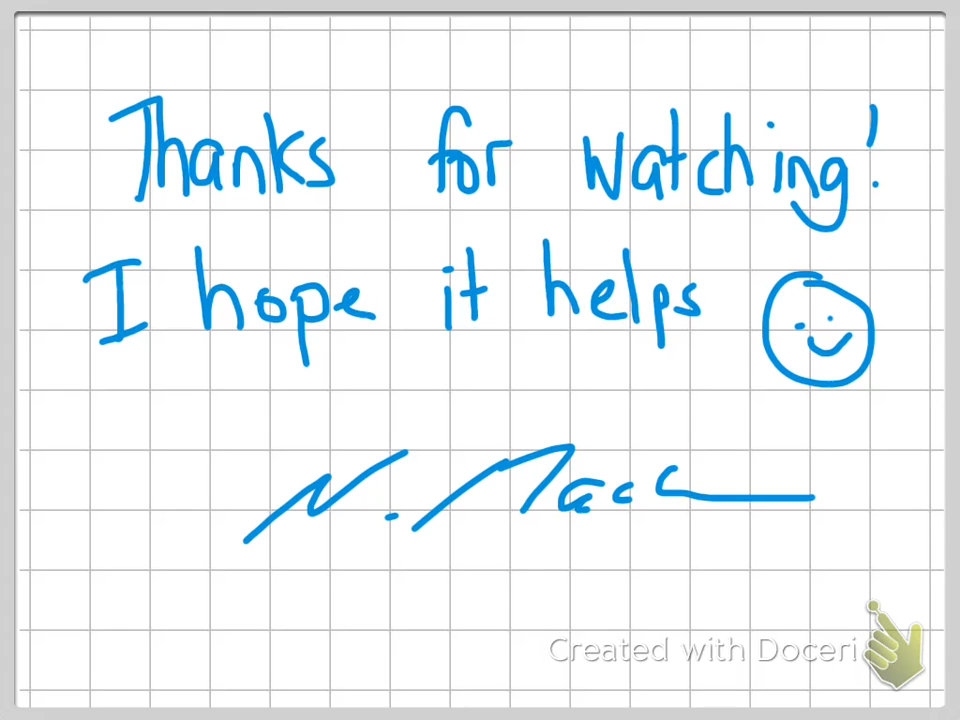 Thanks for watching!
I hope it helps
N.
Created with Doceri